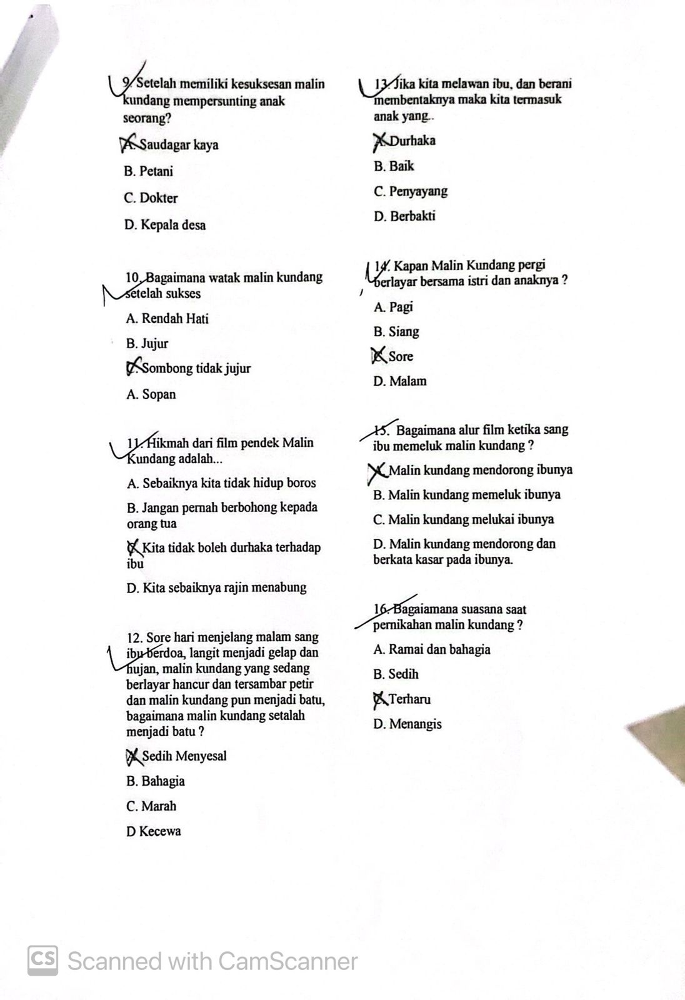 9. Setelah memiliki kesuksesan malin
kundang mempersunting anak
seorang?
A. Saudagar kaya
B. Petani
C. Dokter
D. Kepala desa
10. Bagaimana watak malin kundang
setelah sukses
A. Rendah Hati
B. Jujur
C. Sombong tidak jujur
A. Sopan
11. Hikmah dari film pendek Malin
Kundang adalah...
A. Sebaiknya kita tidak hidup boros
B. Jangan pernah berbohong kepada
orang tua
C. Kita tidak boleh durhaka terhadap
ibu
D. Kita sebaiknya rajin menabung
12. Sore hari menjelang malam sang
ibu berdoa, langit menjadi gelap dan
hujan, malin kundang yang sedang
berlayar hancur dan tersambar petir
dan malin kundang pun menjadi batu,
bagaimana malin kundang setalah
menjadi batu ?
A. Sedih Menyesal
B. Bahagia
C. Marah
D Kecewa
13. Jika kita melawan ibu, dan berani
membentaknya maka kita termasuk
anak yang..
A. Durhaka
B. Baik
C. Penyayang
D. Berbakti
14. Kapan Malin Kundang pergi
berlayar bersama istri dan anaknya ?
A. Pagi
B. Siang
C. Sore
D. Malam
15. Bagaimana alur film ketika sang
ibu memeluk malin kundang ?
A. Malin kundang mendorong ibunya
B. Malin kundang memeluk ibunya
C. Malin kundang melukai ibunya
D. Malin kundang mendorong dan
berkata kasar pada ibunya.
16. Bagaiamana suasana saat
pernikahan malin kundang ?
A. Ramai dan bahagia
B. Sedih
C. Terharu
D. Menangis
CS Scanned with CamScanner